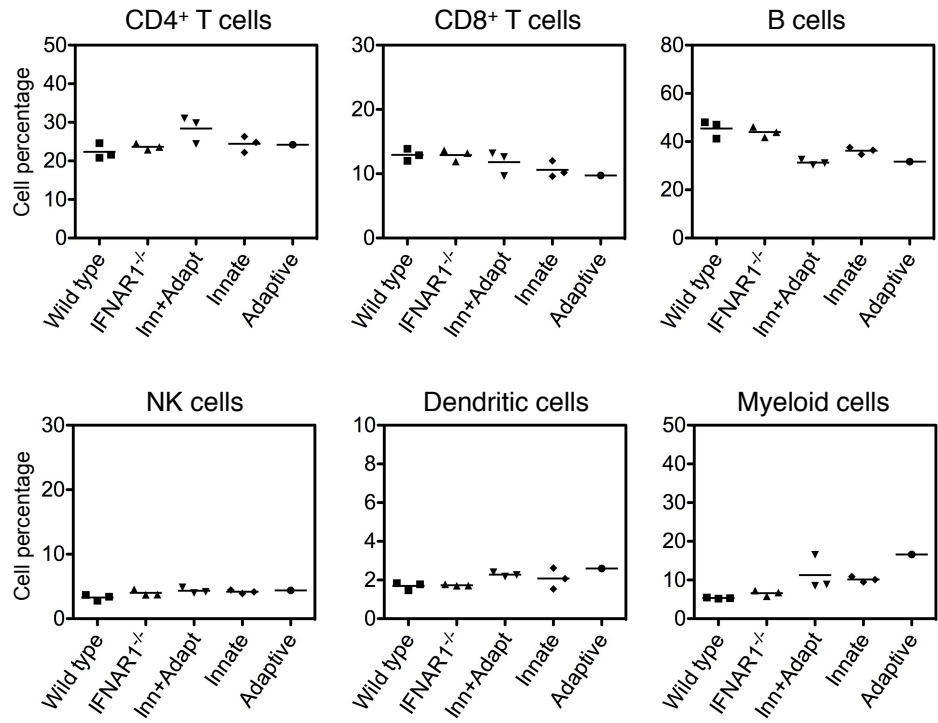 CD4⁺ T cells
CD8⁺ T cells
B cells
Cell percentage
50
40
30
20
10
0
30
20
10
0
80
60
40
20
0
Wild type
IFNAR1⁻/⁻
Inn+Adapt
Innate
Adaptive
Wild type
IFNAR1⁻/⁻
Inn+Adapt
Innate
Adaptive
Wild type
IFNAR1⁻/⁻
Inn+Adapt
Innate
Adaptive
NK cells
Dendritic cells
Myeloid cells
Cell percentage
30
20
10
0
10
8
6
4
2
0
50
40
30
20
10
0
Wild type
IFNAR1⁻/⁻
Inn+Adapt
Innate
Adaptive
Wild type
IFNAR1⁻/⁻
Inn+Adapt
Innate
Adaptive
Wild type
IFNAR1⁻/⁻
Inn+Adapt
Innate
Adaptive